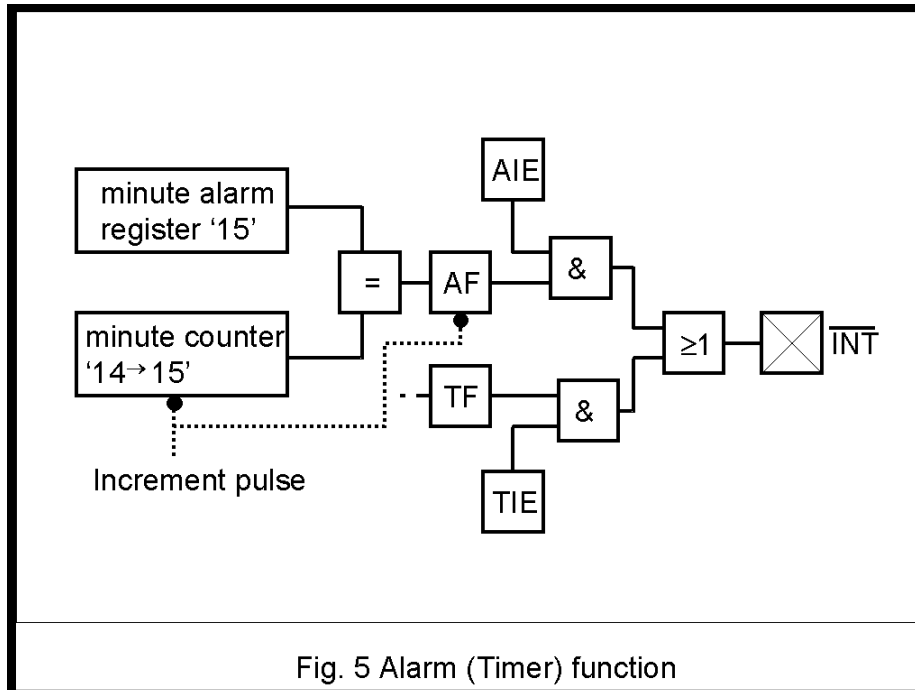 AIE
minute alarm
register ‘15’
=
AF
&
minute counter
‘14→15’
≥1
INT
TF
&
Increment pulse
TIE
Fig. 5 Alarm (Timer) function